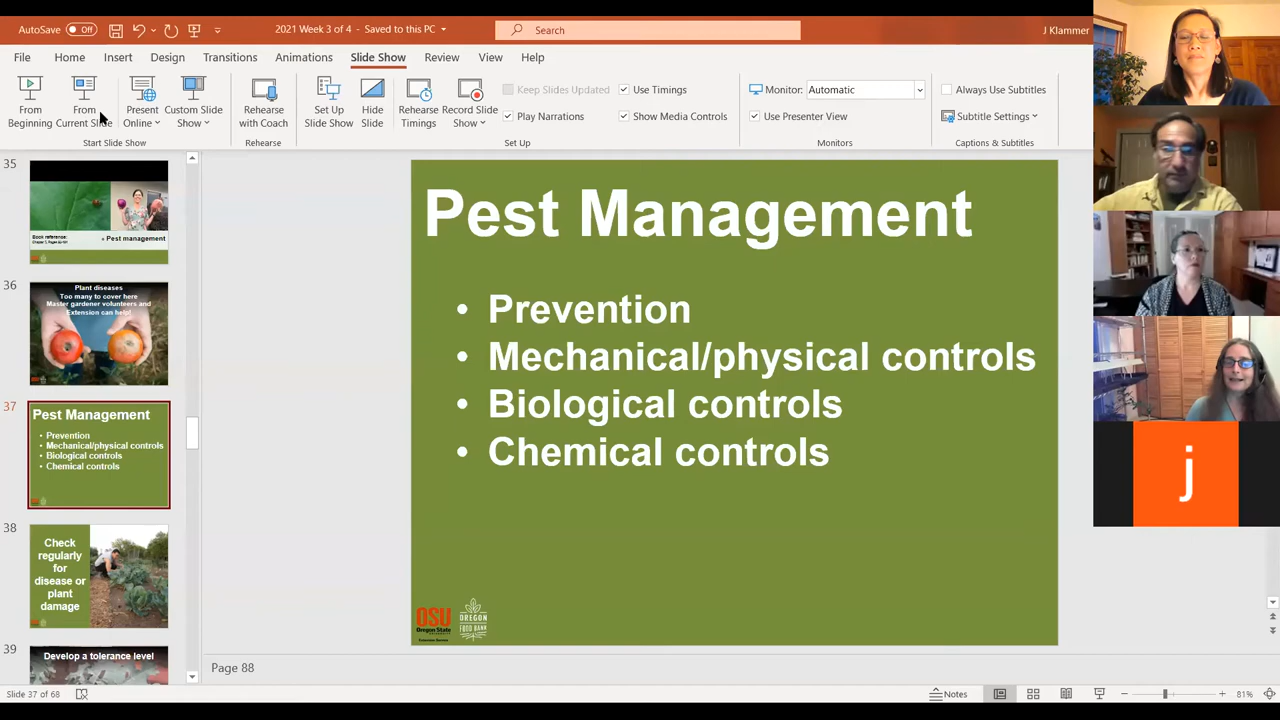 AutoSave Off
2021 Week 3 of 4 - Saved to this PC
Search
J Klammer
File Home Insert Design Transitions Animations Slide Show Review View Help
From Beginning
From Current Slide
Present Online
Custom Slide Show
Start Slide Show
Rehearse with Coach
Rehearse
Set Up Slide Show
Hide Slide
Rehearse Timings
Record Slide Show
Keep Slides Updated
Use Timings
Play Narrations
Show Media Controls
Set Up
Monitor: Automatic
Use Presenter View
Monitors
Always Use Subtitles
Subtitle Settings
Captions & Subtitles
35
Book reference:
• Pest management
36
Plant diseases
Too many to cover here
Master gardener volunteers and
Extension can help!
37
Pest Management
• Prevention
• Mechanical/physical controls
• Biological controls
• Chemical controls
38
Check
regularly
for
disease or
plant
damage
39
Develop a tolerance level
Pest Management
• Prevention
• Mechanical/physical controls
• Biological controls
• Chemical controls
OSU
Oregon State
OREGON
FOOD BANK
j
Page 88
Slide 37 of 68
Notes
81%